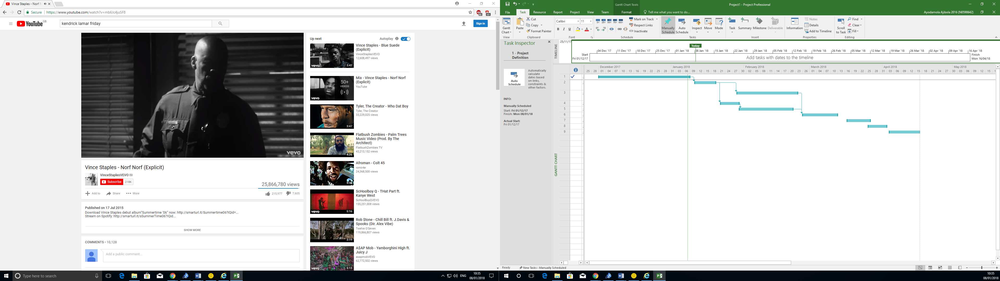 Vince Staples - Norf N
Secure
https://www.youtube.com/watch?v=mb6Jc4juSF8
YouTube GB
kendrick lamar friday
Sign in
vevo
Vince Staples - Norf Norf (Explicit)
VinceStaplesVEVO
Subscribe 218K
25,866,780 views
Add to Share More
215,977 7,605
Published on 17 Jul 2015
Download Vince Staples debut album"Summertime '06" now: http://smarturl.it/Summertime06?IQid=...
Stream on Spotify: http://smarturl.it/sSummerTime06?IQid...
SHOW MORE
COMMENTS • 10,128
Add a public comment...
Up next
Autoplay
Vince Staples - Blue Suede
(Explicit)
VinceStaplesVEVO
12,608,497 views
vevo 3:47
Mix - Vince Staples - Norf Norf
(Explicit)
YouTube
50+
VIDEOS
vevo
Tyler, The Creator - Who Dat Boy
Tyler, The Creator
33,229,025 views
3:47
Flatbush Zombies - Palm Trees
Music Video (Prod. By The
Architect)
FlatbushZombies TV
43,213,152 views
4:26
Afroman - Colt 45
romir4e
24,368,500 views
5:56
ScHoolboy Q - THat Part ft.
Kanye West
ScHoolBoyQVEVO
155,251,008 views
vevo 5:16
Rob $tone - Chill Bill ft. J.Davis &
Spooks (Dir. Alex Vibe)
Twelve O'Seven
119,866,807 views
3:19
A$AP Mob - Yamborghini High ft.
Juicy J
asapmobVEVO
62,772,502 views
vevo 5:13
Type here to search
ENG
10:35
08/01/2018
Gantt Chart Tools
Project1 - Project Professional
File Task Resource Report Project View Team Format Tell me what you want to do...
Ayodamola Ajibola 2016 (N0590642)
Gantt
Chart
View
Paste
Cut
Copy
Format Painter
Clipboard
Calibri 11
B I U
Font
0% 25% 50% 75% 100%
Mark on Track
Respect Links
Inactivate
Schedule
Manually
Schedule
Auto
Schedule
Inspect Move Mode
Tasks
Task Summary Milestone Deliverable
Insert
Information
Notes
Details
Add to Timeline
Properties
Scroll
to Task
Find
Clear
Fill
Editing
Task Inspector
1 - Project
Definition
Auto
Schedule
Automatically
calculate
dates based
on links,
constraints &
other factors.
INFO:
Manually Scheduled
Start: Fri 01/12/17
Finish: Mon 08/01/18
Actual Start:
Fri 01/12/17
TIMELINE
25/11/17
Today
04 Dec '17 11 Dec '17 18 Dec '17 25 Dec '17 01 Jan '18 08 Jan '18 15 Jan '18 22 Jan '18 29 Jan '18 05 Feb '18 12 Feb '18 19 Feb '18 26 Feb '18 05 Mar '18 12 Mar '18 19 Mar '18 26 Mar '18 02 Apr '18 09 Apr '18 16 Apr '18
Start
Fri 01/12/17
Add tasks with dates to the timeline
Finish
Mon 16/04/18
GANTT CHART
December 2017 January 2018 February 2018 March 2018 April 2018 May 2018
25 28 01 04 07 10 13 16 19 22 25 28 31 03 06 09 12 15 18 21 24 27 30 02 05 08 11 14 17 20 23 26 01 04 07 10 13 16 19 22 25 28 31 03 06 09 12 15 18 21 24 27 30 03 06 09 12 15
1
2
3
4
5
6
7
8
9
Ready
New Tasks : Manually Scheduled
10:35
08/01/2018